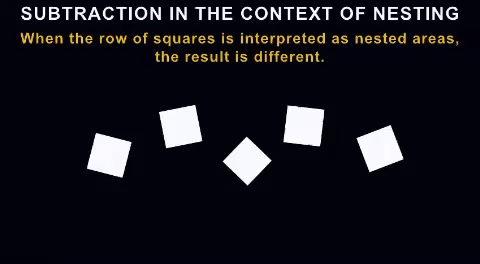 SUBTRACTION IN THE CONTEXT OF NESTING
When the row of squares is interpreted as nested areas,
the result is different.